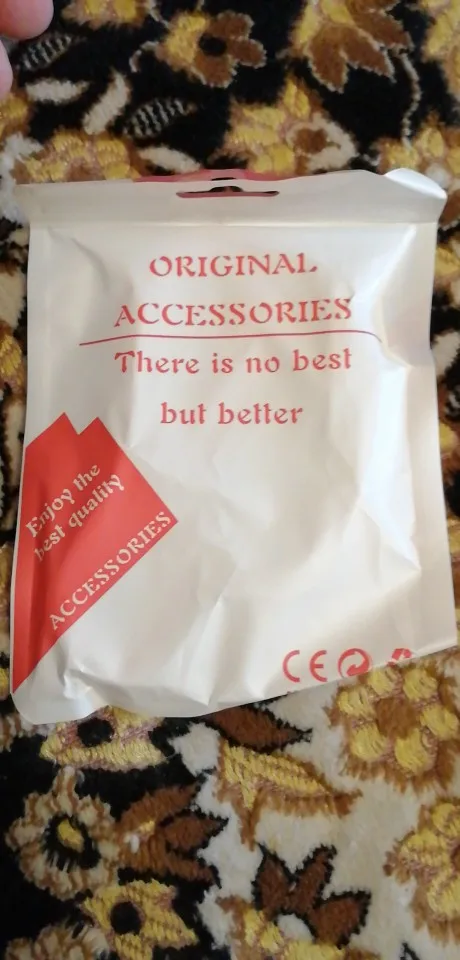 ORIGINAL
ACCESSORIES
There is no best
but better
Enjoy the
best quality
ACCESSORIES
CE